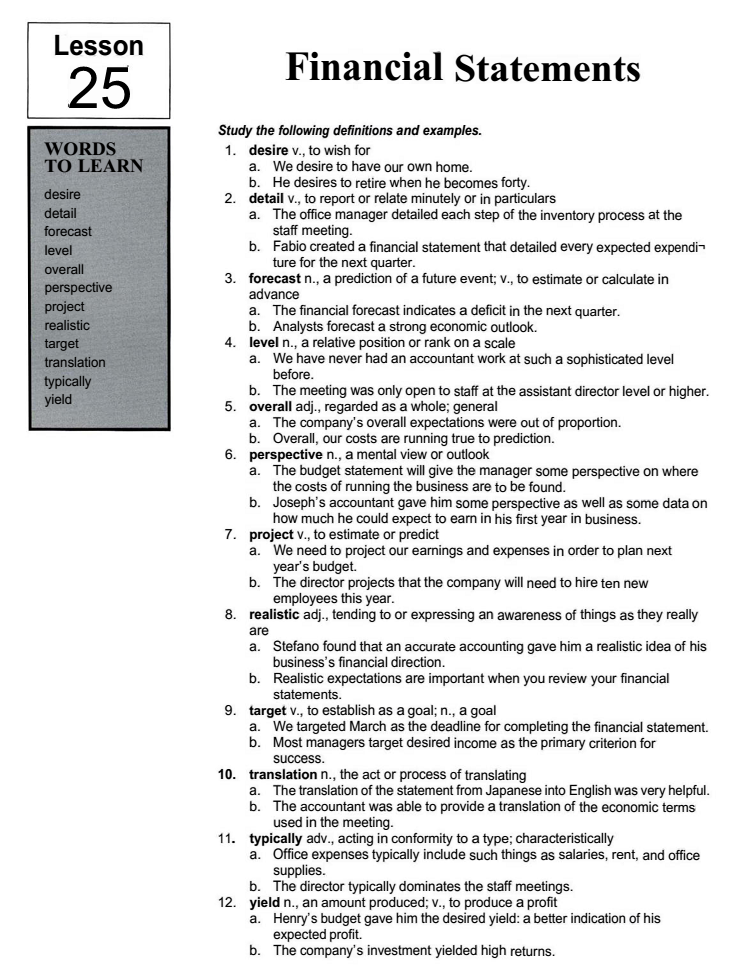 Lesson
25
Financial Statements
WORDS
TO LEARN
desire
detail
forecast
level
overall
perspective
project
realistic
target
translation
typically
yield
Study the following definitions and examples.
1. desire v., to wish for
a. We desire to have our own home.
b. He desires to retire when he becomes forty.
2. detail v., to report or relate minutely or in particulars
a. The office manager detailed each step of the inventory process at the
staff meeting.
b. Fabio created a financial statement that detailed every expected expendi¬
ture for the next quarter.
3. forecast n., a prediction of a future event; v., to estimate or calculate in
advance
a. The financial forecast indicates a deficit in the next quarter.
b. Analysts forecast a strong economic outlook.
4. level n., a relative position or rank on a scale
a. We have never had an accountant work at such a sophisticated level
before.
b. The meeting was only open to staff at the assistant director level or higher.
5. overall adj., regarded as a whole; general
a. The company's overall expectations were out of proportion.
b. Overall, our costs are running true to prediction.
6. perspective n., a mental view or outlook
a. The budget statement will give the manager some perspective on where
the costs of running the business are to be found.
b. Joseph's accountant gave him some perspective as well as some data on
how much he could expect to earn in his first year in business.
7. project v., to estimate or predict
a. We need to project our earnings and expenses in order to plan next
year's budget.
b. The director projects that the company will need to hire ten new
employees this year.
8. realistic adj., tending to or expressing an awareness of things as they really
are
a. Stefano found that an accurate accounting gave him a realistic idea of his
business's financial direction.
b. Realistic expectations are important when you review your financial
statements.
9. target v., to establish as a goal; n., a goal
a. We targeted March as the deadline for completing the financial statement.
b. Most managers target desired income as the primary criterion for
success.
10. translation n., the act or process of translating
a. The translation of the statement from Japanese into English was very helpful.
b. The accountant was able to provide a translation of the economic terms
used in the meeting.
11. typically adv., acting in conformity to a type; characteristically
a. Office expenses typically include such things as salaries, rent, and office
supplies.
b. The director typically dominates the staff meetings.
12. yield n., an amount produced; v., to produce a profit
a. Henry's budget gave him the desired yield: a better indication of his
expected profit.
b. The company's investment yielded high returns.